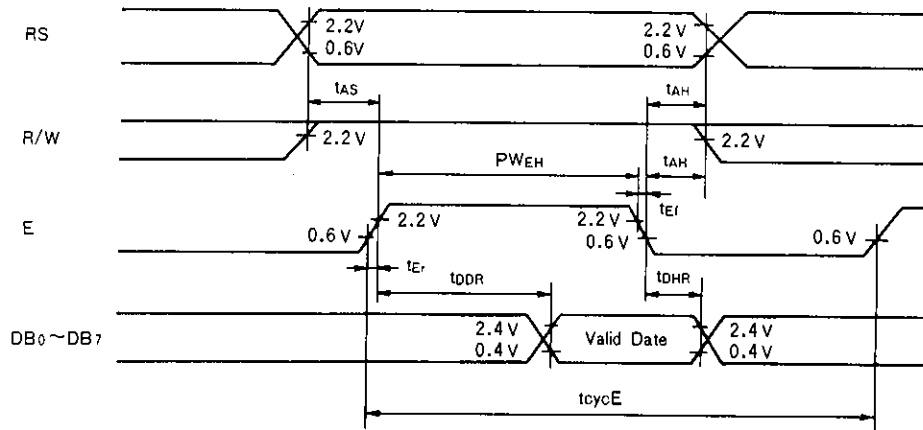 RS
2.2V
0.6V
2.2V
0.6V
tAS
tAH
R/W
2.2V
2.2V
PWEH
tAH
tEf
E
2.2V
2.2V
0.6V
0.6V
0.6V
tEr
tDDR
tDHR
DB0~DB7
2.4V
0.4V
Valid Date
2.4V
0.4V
tcycE